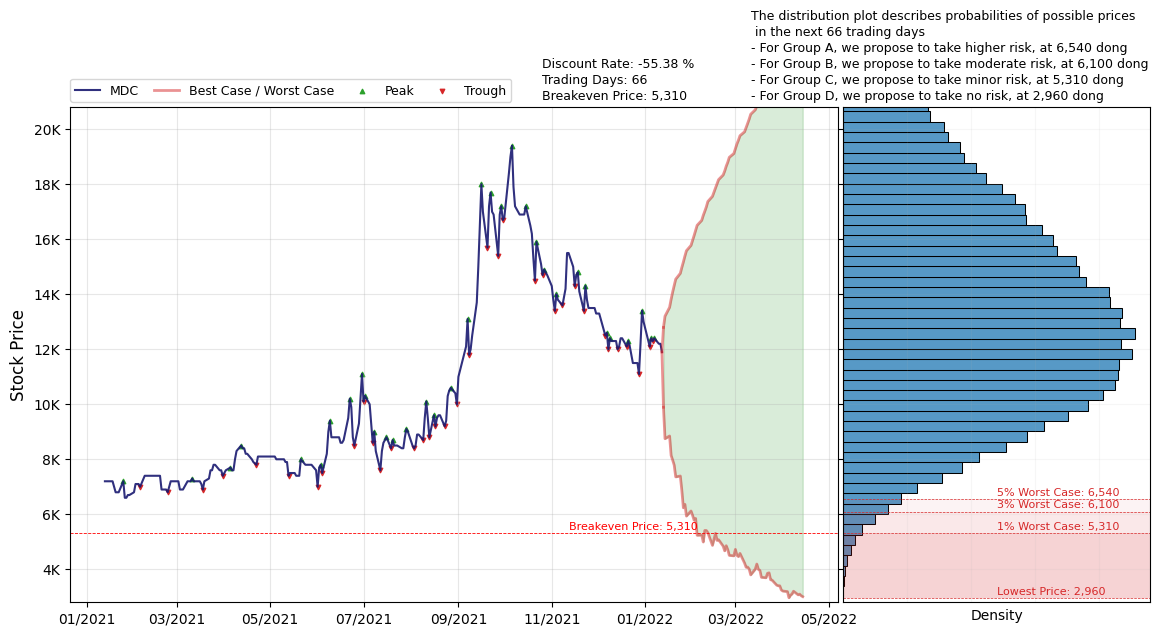 The distribution plot describes probabilities of possible prices
in the next 66 trading days
- For Group A, we propose to take higher risk, at 6,540 dong
- For Group B, we propose to take moderate risk, at 6,100 dong
- For Group C, we propose to take minor risk, at 5,310 dong
- For Group D, we propose to take no risk, at 2,960 dong
Discount Rate: -55.38 %
Trading Days: 66
Breakeven Price: 5,310
MDC
Best Case / Worst Case
Peak
Trough
Stock Price
20K
18K
16K
14K
12K
10K
8K
6K
4K
Breakeven Price: 5,310
01/2021
03/2021
05/2021
07/2021
09/2021
11/2021
01/2022
03/2022
05/2022
5% Worst Case: 6,540
3% Worst Case: 6,100
1% Worst Case: 5,310
Lowest Price: 2,960
Density